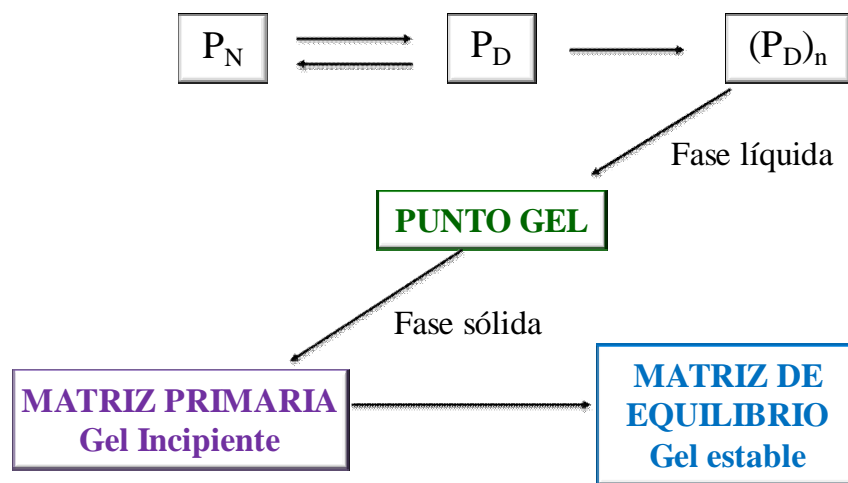 P_N
P_D
(P_D)_n
Fase líquida
PUNTO GEL
Fase sólida
MATRIZ PRIMARIA
Gel Incipiente
MATRIZ DE
EQUILIBRIO
Gel estable